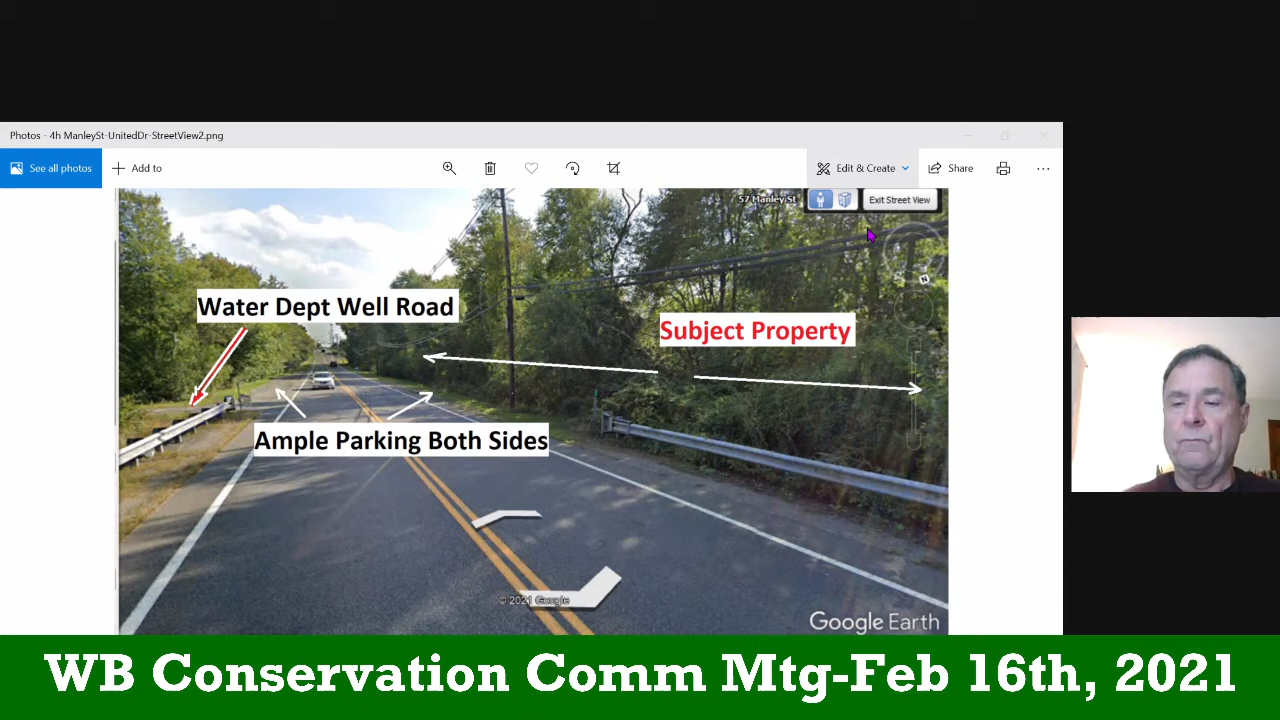 Photos - 4h ManleySt-UnitedDr-StreetView2.png
See all photos
Add to
Edit & Create
Share
57 Manley St
Exit Street View
Water Dept Well Road
Subject Property
Ample Parking Both Sides
© 2021 Google
Google Earth
WB Conservation Comm Mtg-Feb 16th, 2021